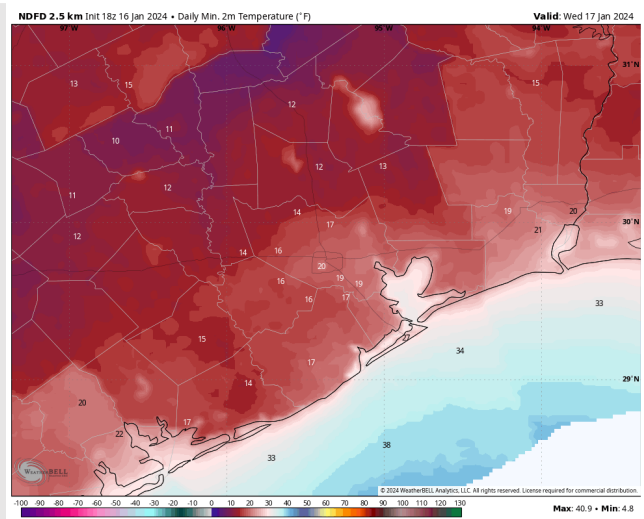 NDFD 2.5 km Init 18z 16 Jan 2024 • Daily Min. 2m Temperature (°F) Valid: Wed 17 Jan 2024
97°W 96°W 95°W 94°W
31°N
13 15 15
12
11
10
12 13
12
11
14 19 20
17 30°N
12 21
14 16
20
16 19 19
16 17 33
27
15 34
17
14 29°N
20
17
22
38
33
WeatherBELL
© 2024 WeatherBELL Analytics, LLC. All rights reserved. License required for commercial distribution.
-100 -90 -80 -70 -60 -50 -40 -30 -20 -10 0 10 20 30 40 50 60 70 80 90 100 110 120 130 Max: 40.9 • Min: 4.8